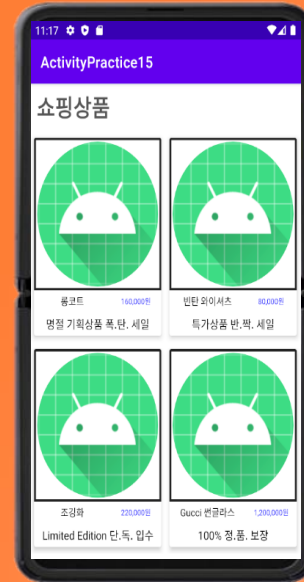 11:17
ActivityPractice15
쇼핑상품
롱코트 160,000원
빈탄 와이셔츠 80,000원
명절 기획상품 폭.탄. 세일
특가상품 반.짝. 세일
조깅화 220,000원
Gucci 썬글라스 1,200,000원
Limited Edition 단.독. 입수
100% 정.품. 보장